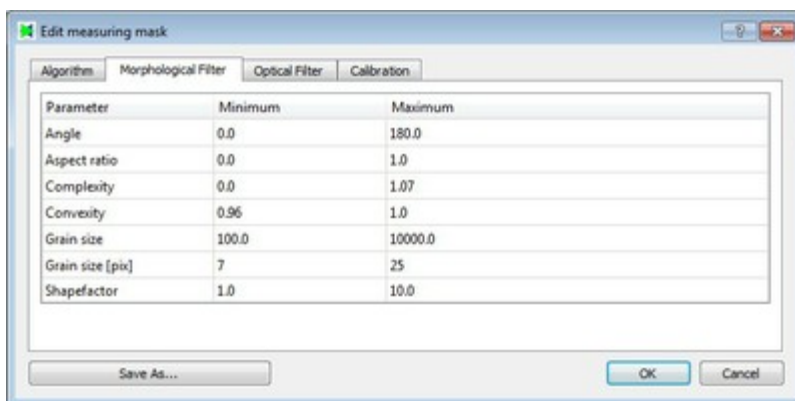 Edit measuring mask
Algorithm Morphological Filter Optical Filter Calibration
Parameter Minimum Maximum
Angle 0.0 180.0
Aspect ratio 0.0 1.0
Complexity 0.0 1.07
Convexity 0.96 1.0
Grain size 100.0 10000.0
Grain size [pix] 7 25
Shapefactor 1.0 10.0
Save As... OK Cancel